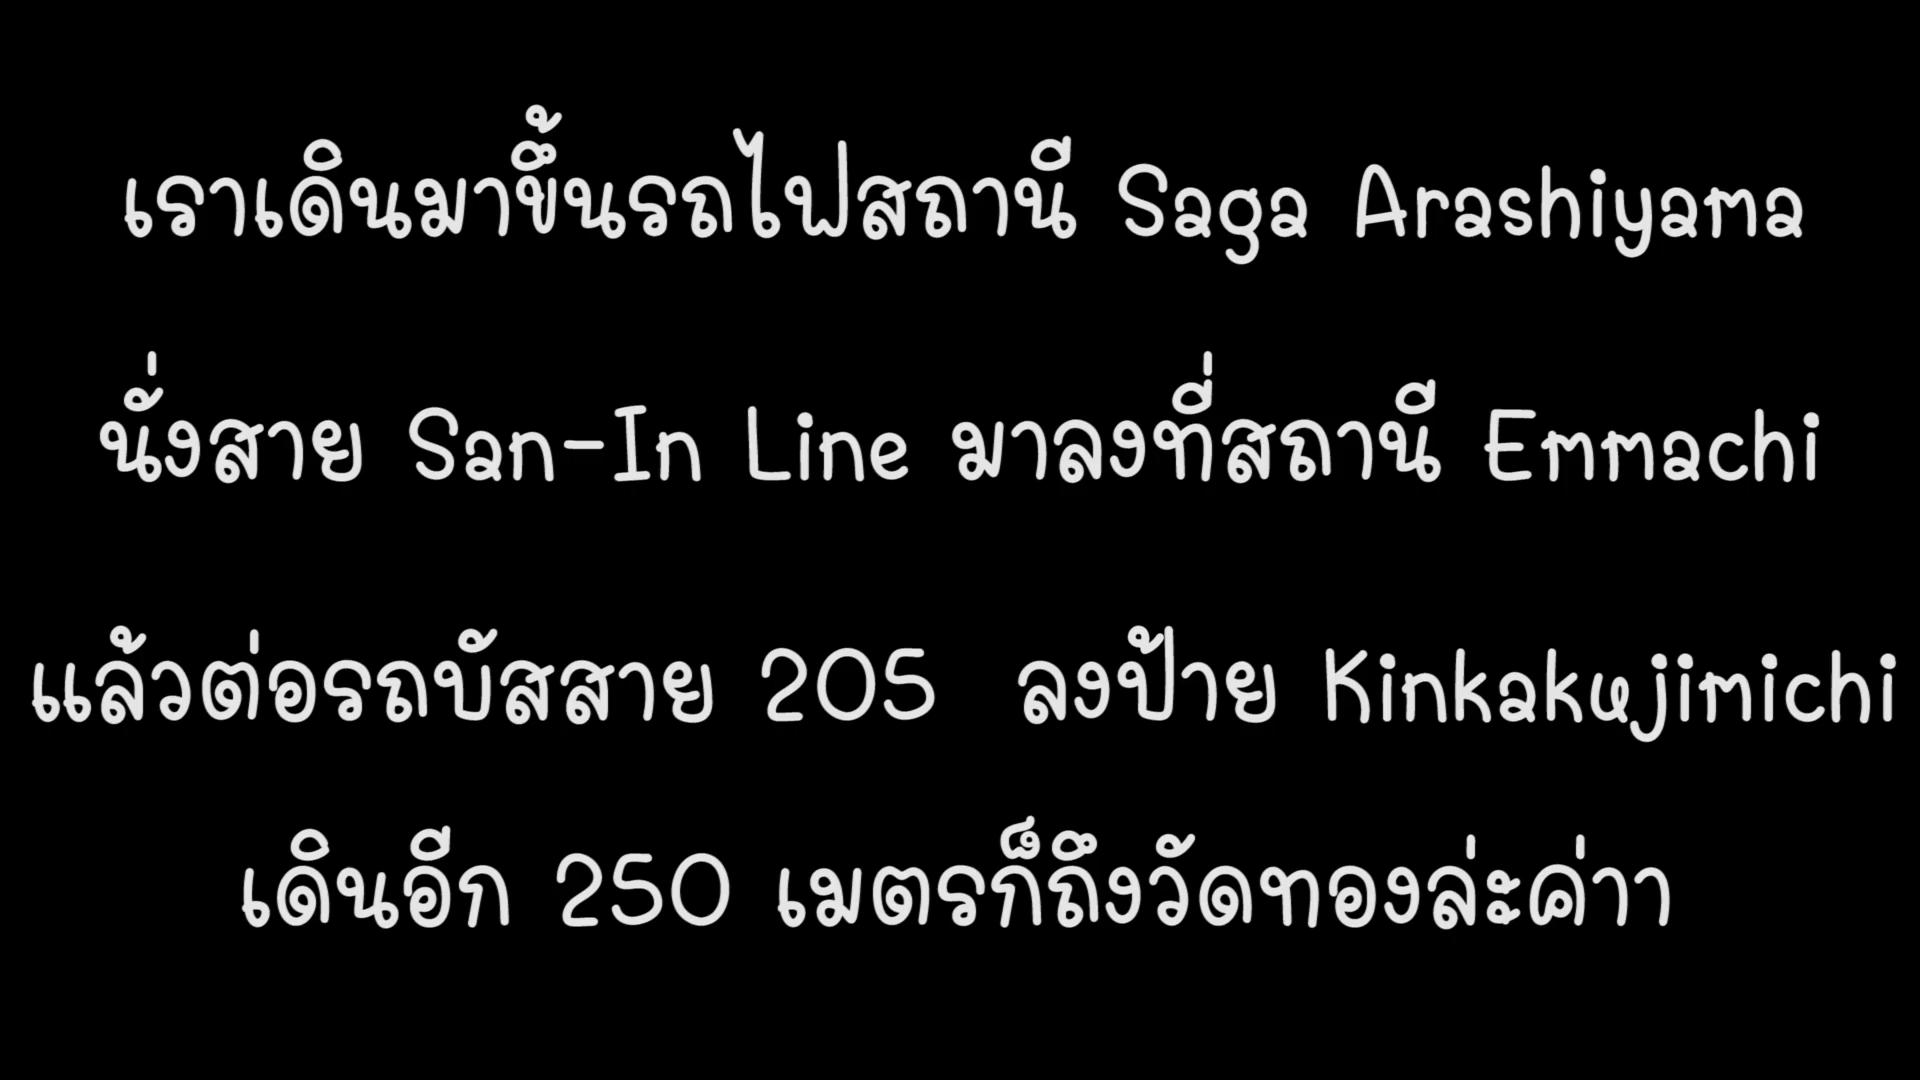 เราเดินมาขึ้นรถไฟสถานี Saga Arashiyama
นั่งสาย San-In Line มาลงที่สถานี Emmachi
แล้วต่อรถบัสสาย 205 ลงป้าย Kinkakujimichi
เดินอีก 250 เมตรก็ถึงวัดทองล่ะค่าา